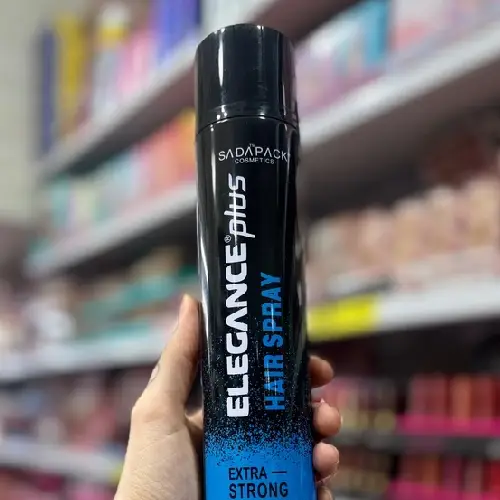 SADAPACK
COSMETICS
ELEGANCE® plus
HAIR SPRAY
EXTRA —
STRONG